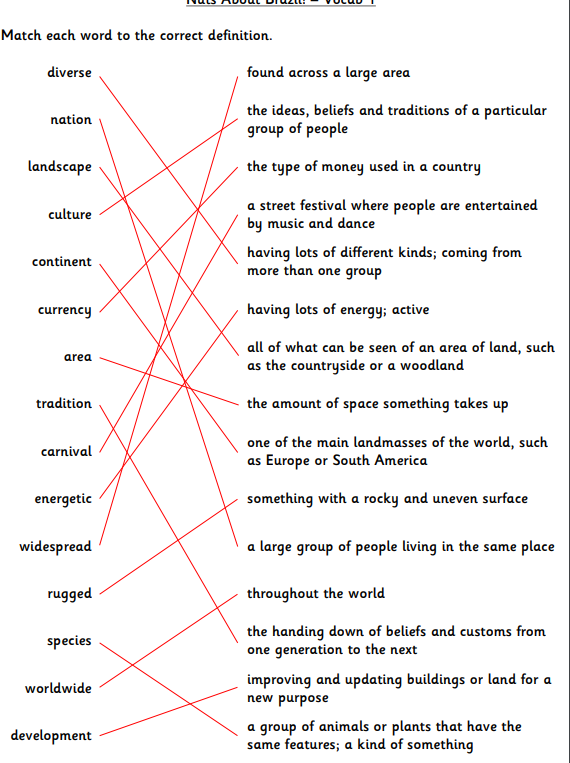 Nuts About Brazil! – Vocab 1
Match each word to the correct definition.
diverse
found across a large area
nation
the ideas, beliefs and traditions of a particular
group of people
landscape
the type of money used in a country
culture
a street festival where people are entertained
by music and dance
continent
having lots of different kinds; coming from
more than one group
currency
having lots of energy; active
area
all of what can be seen of an area of land, such
as the countryside or a woodland
tradition
the amount of space something takes up
carnival
one of the main landmasses of the world, such
as Europe or South America
energetic
something with a rocky and uneven surface
widespread
a large group of people living in the same place
rugged
throughout the world
species
the handing down of beliefs and customs from
one generation to the next
worldwide
improving and updating buildings or land for a
new purpose
development
a group of animals or plants that have the
same features; a kind of something